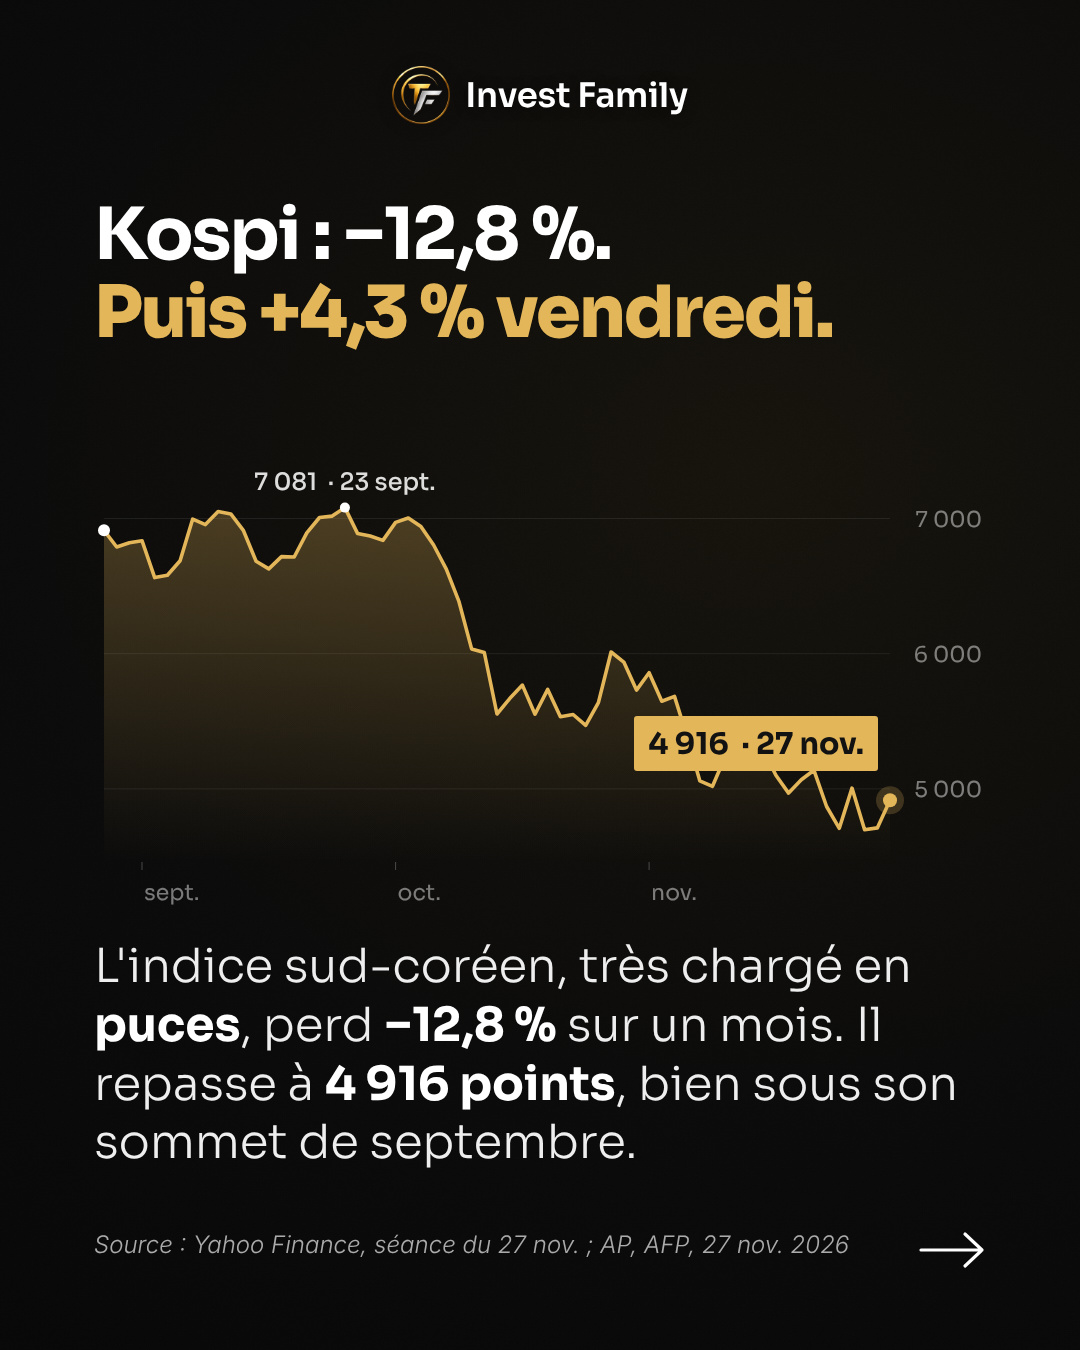 Invest Family
Kospi : −12,8 %.
Puis +4,3 % vendredi.
7 081 · 23 sept.
7 000
6 000
4 916 · 27 nov.
5 000
sept. oct. nov.
L'indice sud-coréen, très chargé en
puces, perd −12,8 % sur un mois. Il
repasse à 4 916 points, bien sous son
sommet de septembre.
Source : Yahoo Finance, séance du 27 nov. ; AP, AFP, 27 nov. 2026